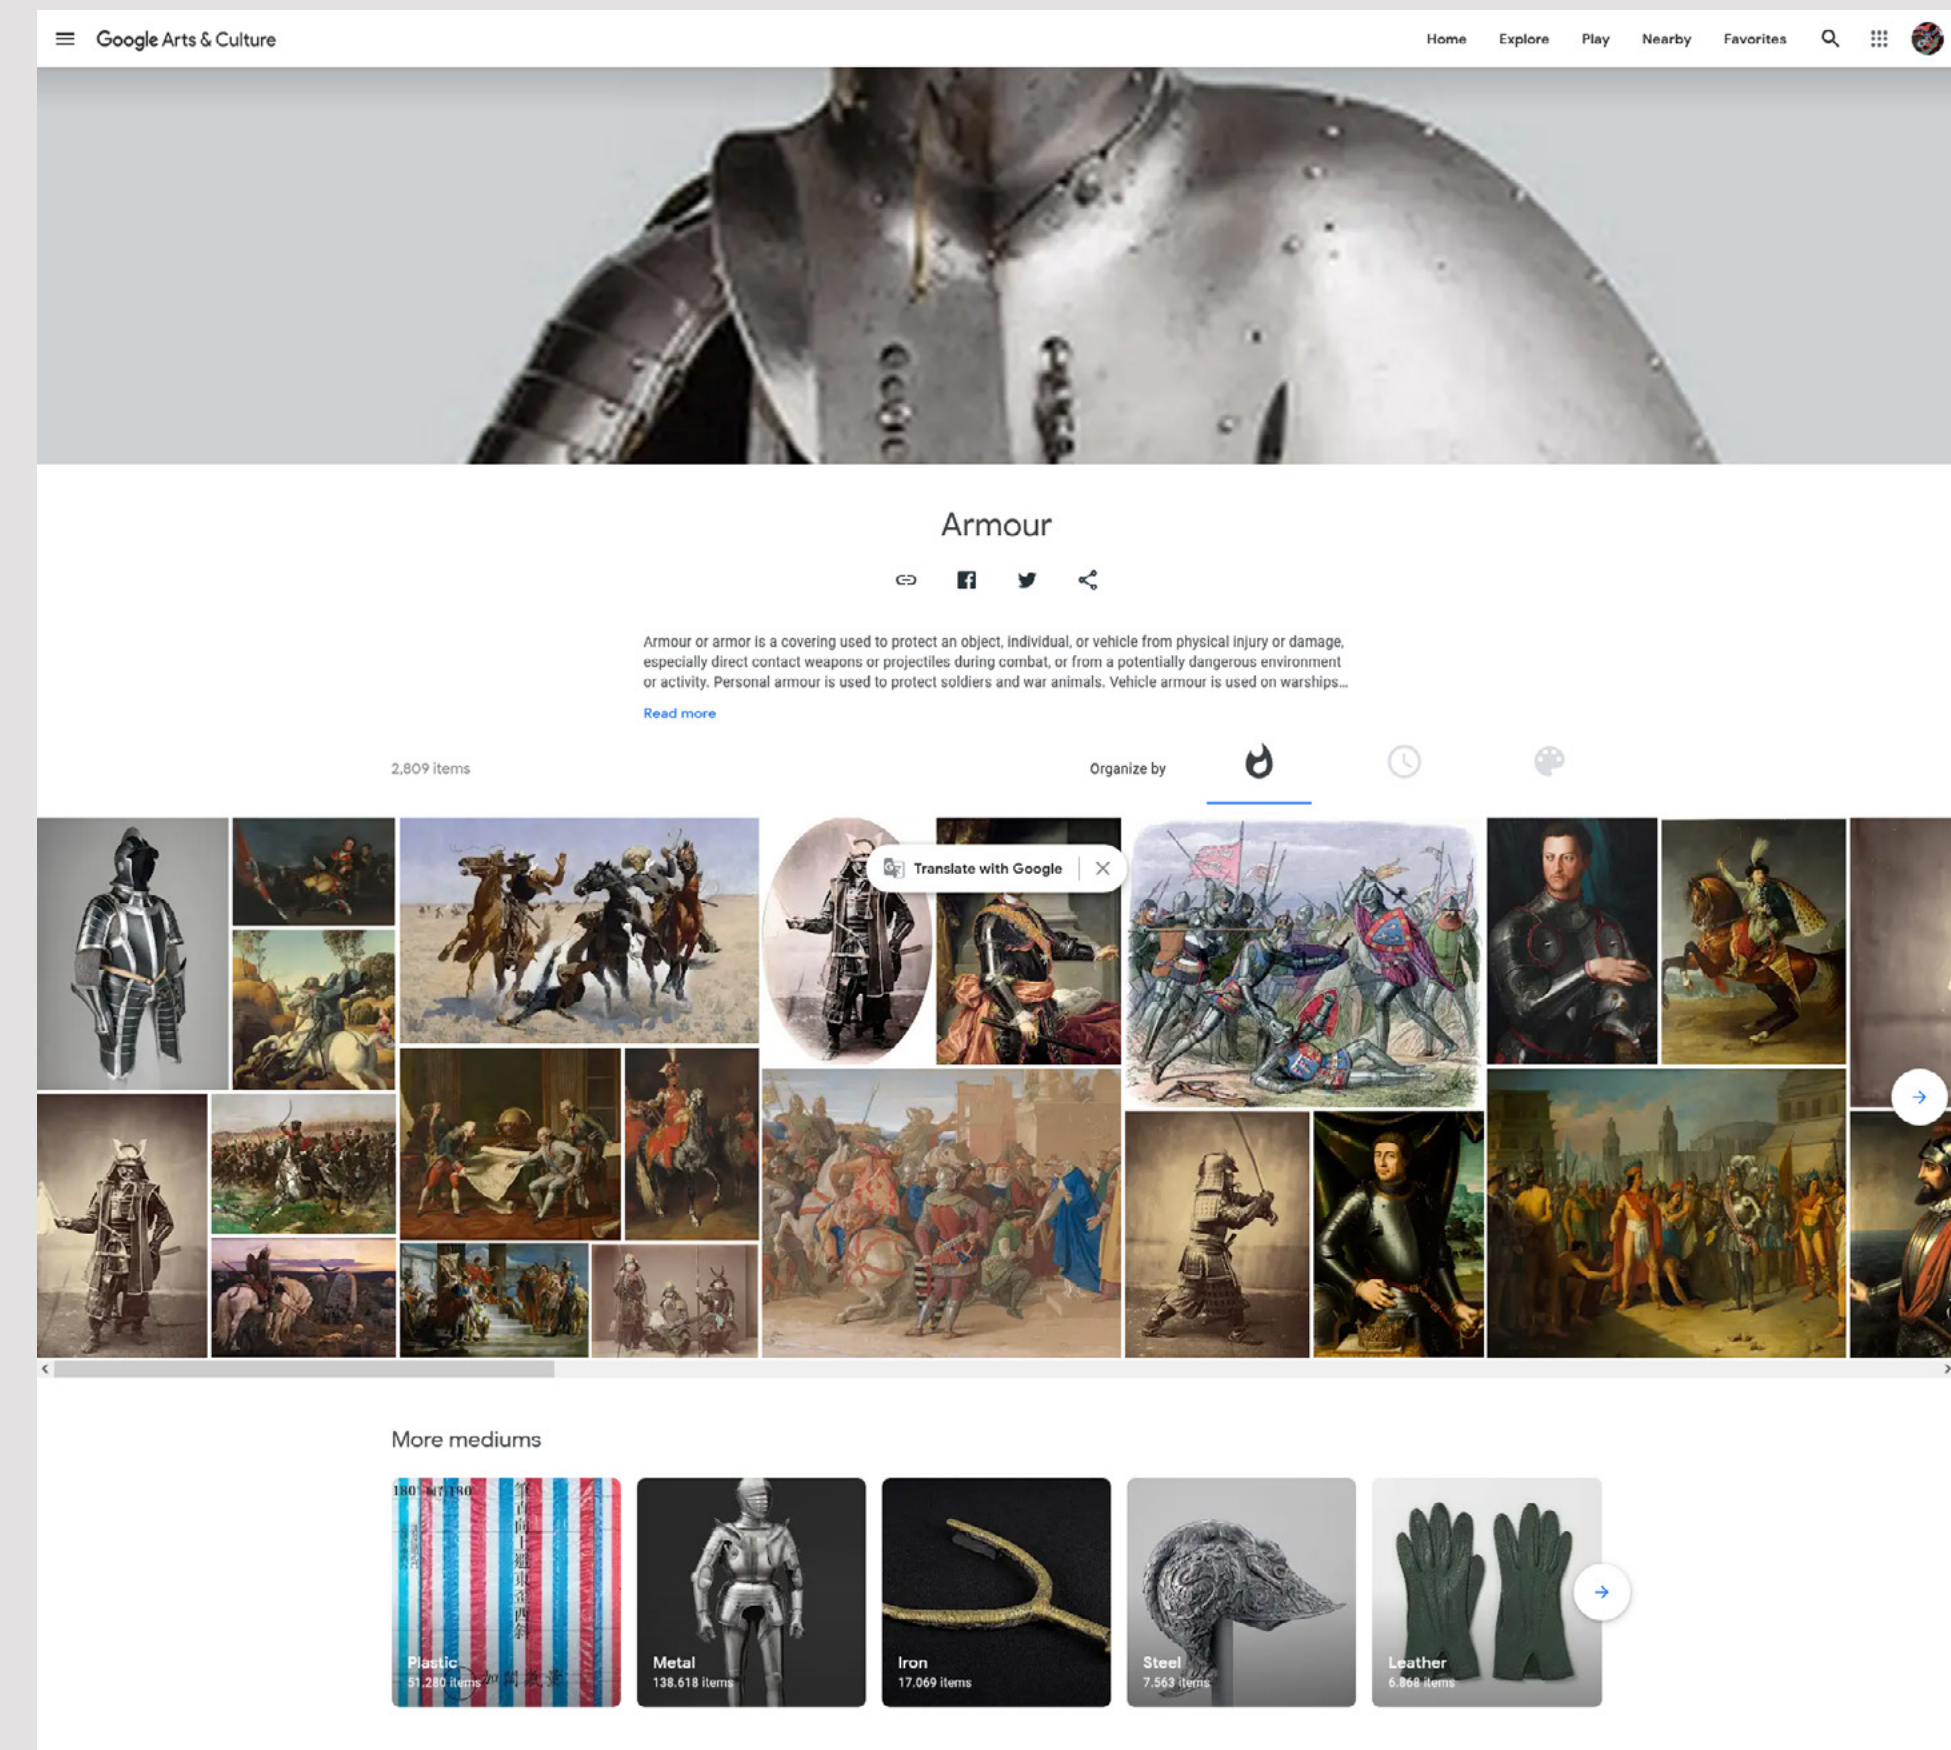 Google Arts & Culture
Home Explore Play Nearby Favorites
Armour
Armour or armor is a covering used to protect an object, individual, or vehicle from physical injury or damage,
especially direct contact weapons or projectiles during combat, or from a potentially dangerous environment
or activity. Personal armour is used to protect soldiers and war animals. Vehicle armour is used on warships...
Read more
2,809 items
Organize by
Translate with Google
More mediums
Plastic
51.280 items
Metal
138.618 items
Iron
17.069 items
Steel
7.563 items
Leather
6.868 items